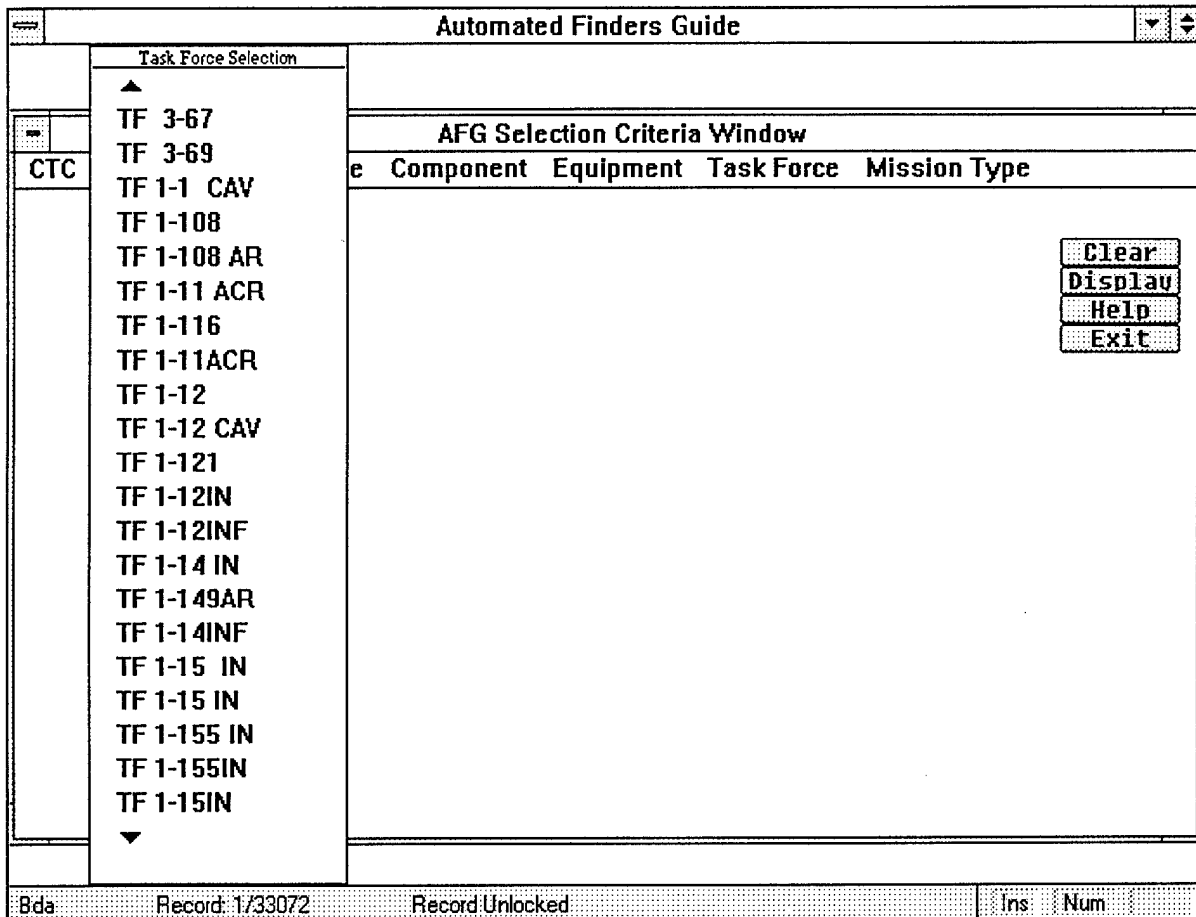 Automated Finders Guide
Task Force Selection
TF  3-67
TF  3-69
TF 1-1  CAV
TF 1-108
TF 1-108 AR
TF 1-11 ACR
TF 1-116
TF 1-11ACR
TF 1-12
TF 1-12 CAV
TF 1-121
TF 1-12IN
TF 1-12INF
TF 1-14 IN
TF 1-149AR
TF 1-14INF
TF 1-15  IN
TF 1-15 IN
TF 1-155 IN
TF 1-155IN
TF 1-15IN
AFG Selection Criteria Window
CTC e Component Equipment Task Force Mission Type
Clear
Display
Help
Exit
Bda Record: 1/33072 Record Unlocked Ins Num